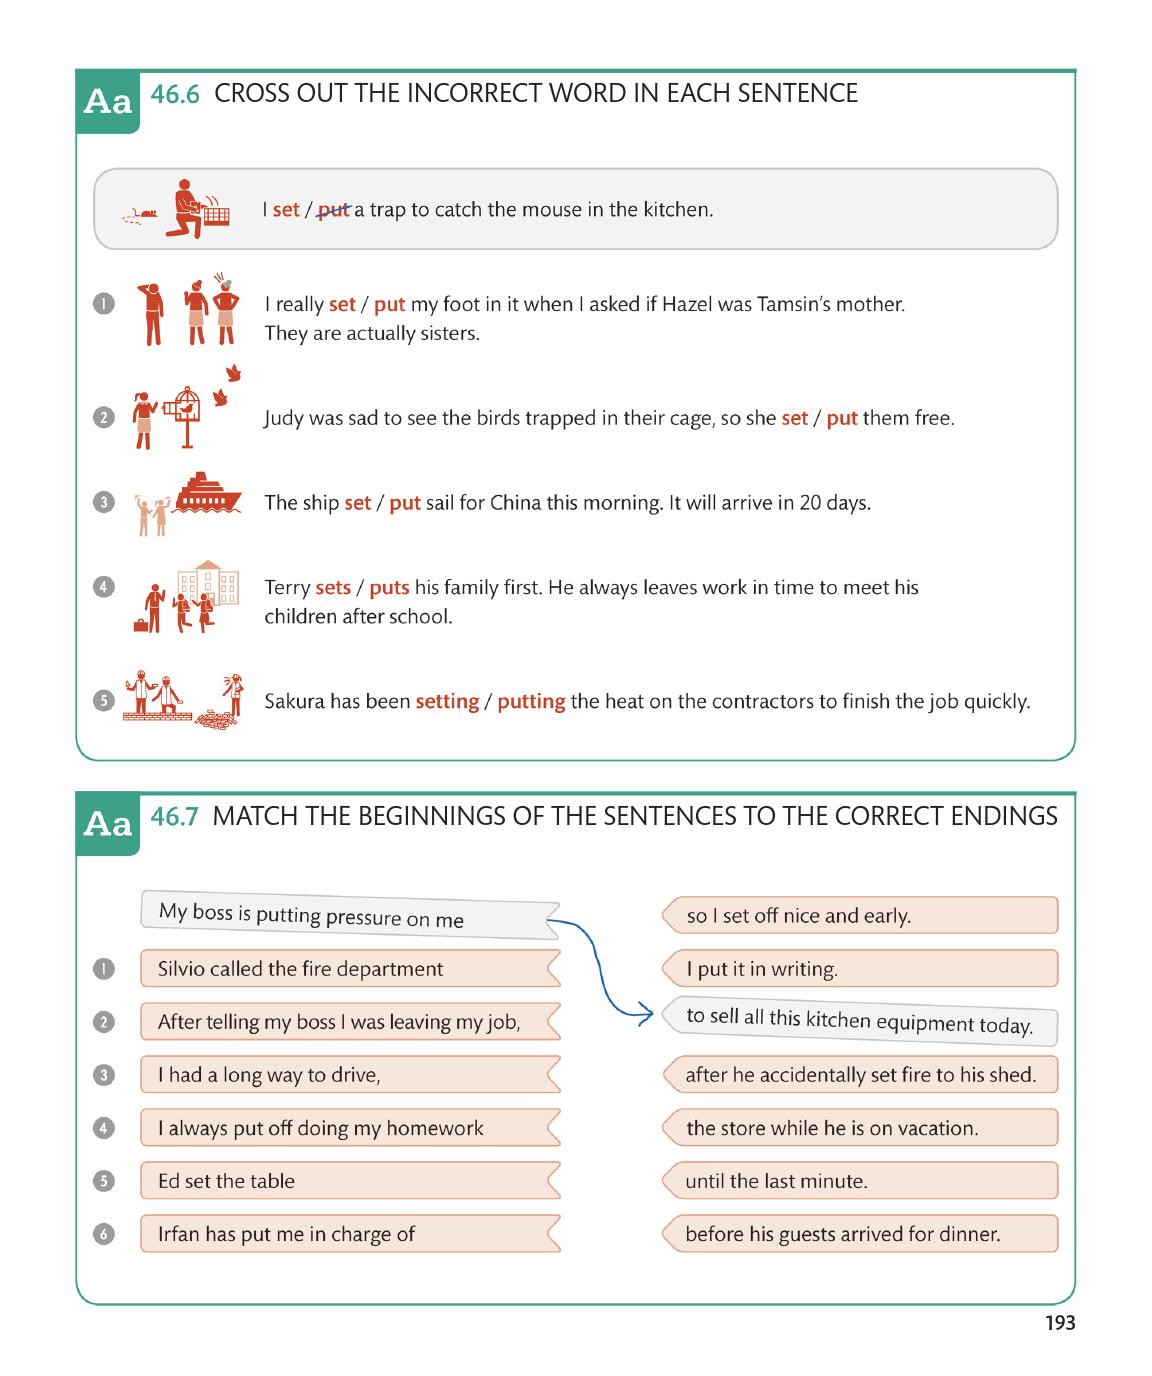 Aa 46.6 CROSS OUT THE INCORRECT WORD IN EACH SENTENCE
I set / put a trap to catch the mouse in the kitchen.
1 I really set / put my foot in it when I asked if Hazel was Tamsin’s mother.
They are actually sisters.
2 Judy was sad to see the birds trapped in their cage, so she set / put them free.
3 The ship set / put sail for China this morning. It will arrive in 20 days.
4 Terry sets / puts his family first. He always leaves work in time to meet his
children after school.
5 Sakura has been setting / putting the heat on the contractors to finish the job quickly.
Aa 46.7 MATCH THE BEGINNINGS OF THE SENTENCES TO THE CORRECT ENDINGS
My boss is putting pressure on me
so I set off nice and early.
1 Silvio called the fire department
I put it in writing.
2 After telling my boss I was leaving my job,
to sell all this kitchen equipment today.
3 I had a long way to drive,
after he accidentally set fire to his shed.
4 I always put off doing my homework
the store while he is on vacation.
5 Ed set the table
until the last minute.
6 Irfan has put me in charge of
before his guests arrived for dinner.
193